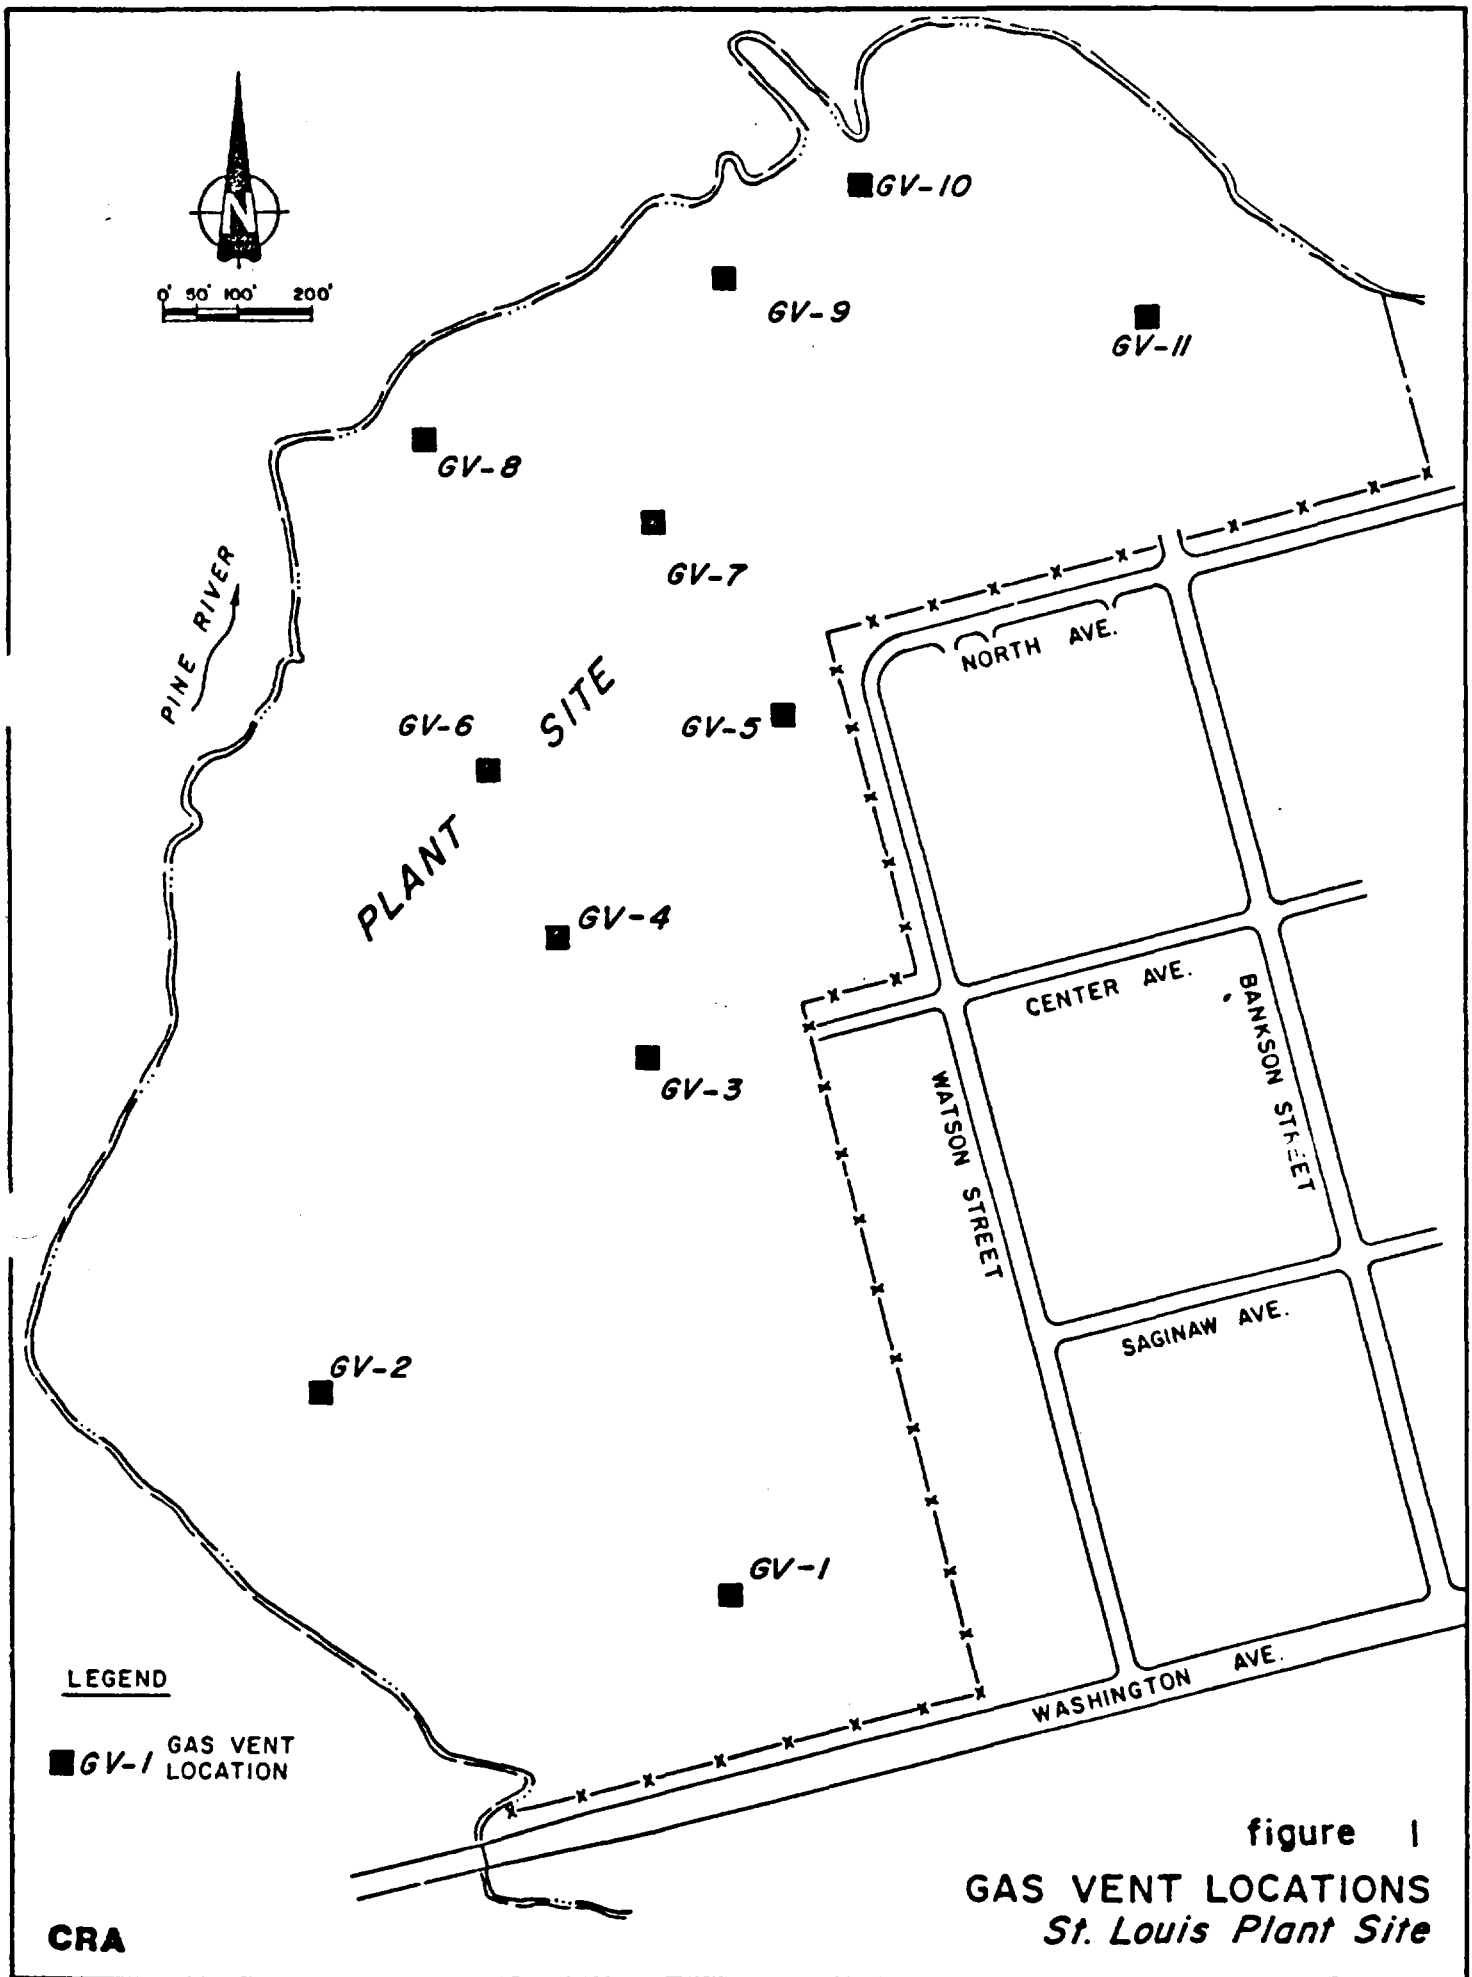 N
0' 50' 100' 200'
GV-10
GV-9
GV-11
GV-8
GV-7
PINE RIVER
NORTH AVE.
PLANT SITE
GV-6
GV-5
GV-4
CENTER AVE.
BANKSON STREET
GV-3
WATSON STREET
SAGINAW AVE.
GV-2
GV-1
WASHINGTON AVE.
LEGEND
GV-1 GAS VENT
LOCATION
figure 1
GAS VENT LOCATIONS
St. Louis Plant Site
CRA